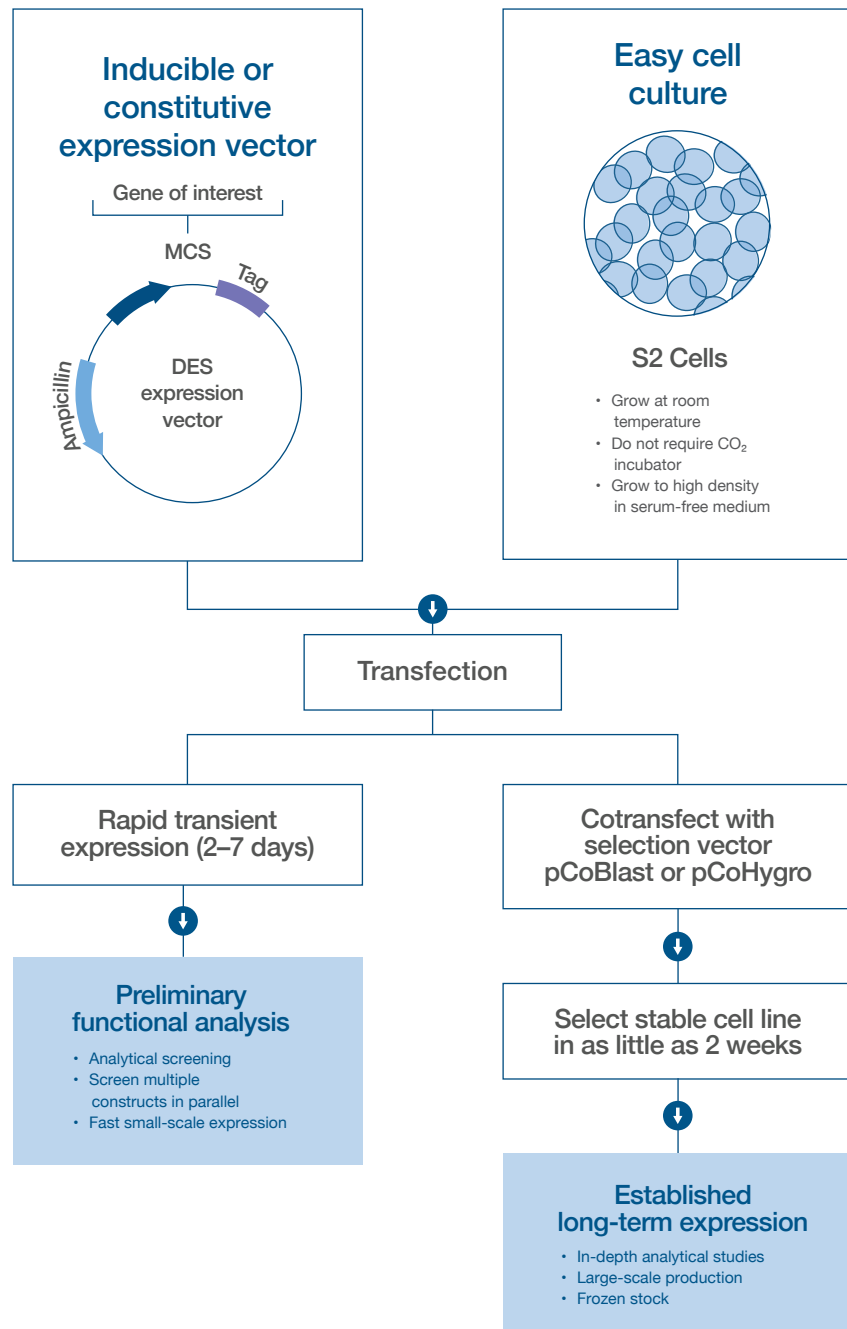 Inducible or
constitutive
expression vector
Gene of interest
MCS
Tag
Ampicillin
DES
expression
vector
Easy cell
culture
S2 Cells
• Grow at room
temperature
• Do not require CO₂
incubator
• Grow to high density
in serum-free medium
Transfection
Rapid transient
expression (2–7 days)
Preliminary
functional analysis
• Analytical screening
• Screen multiple
constructs in parallel
• Fast small-scale expression
Cotransfect with
selection vector
pCoBlast or pCoHygro
Select stable cell line
in as little as 2 weeks
Established
long-term expression
• In-depth analytical studies
• Large-scale production
• Frozen stock